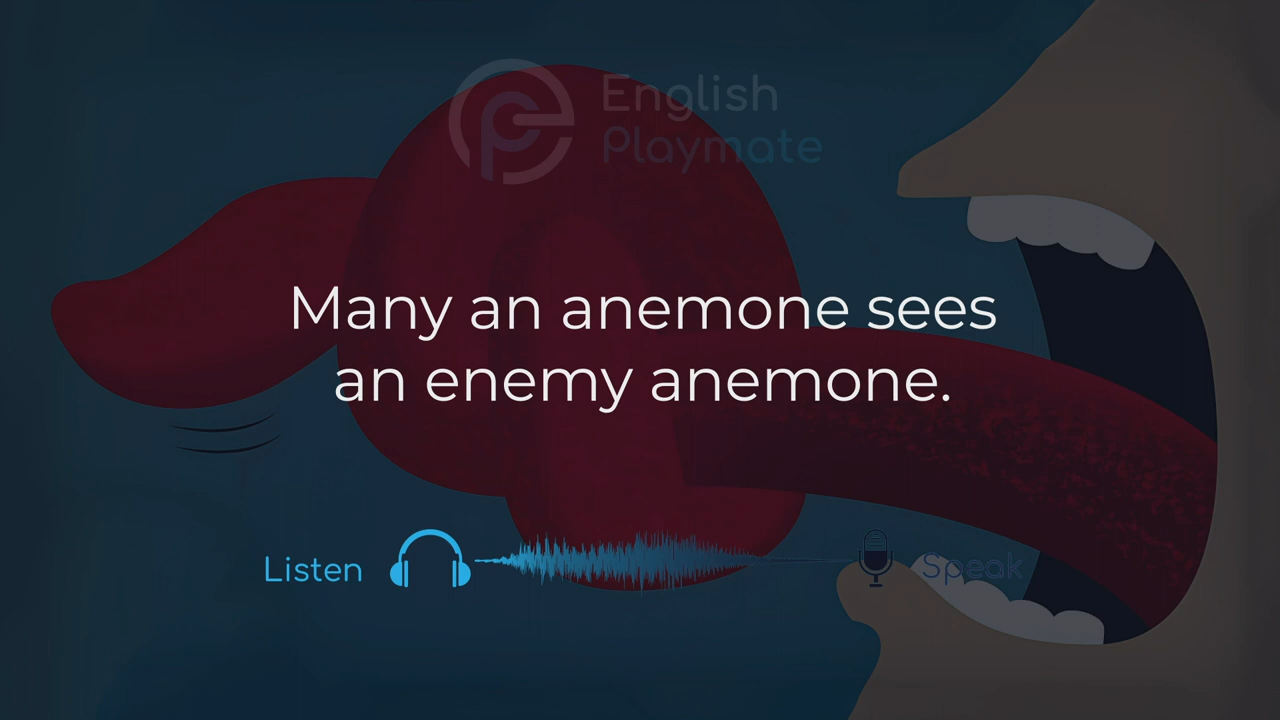 English
Playmate
Many an anemone sees
an enemy anemone.
Listen
Speak